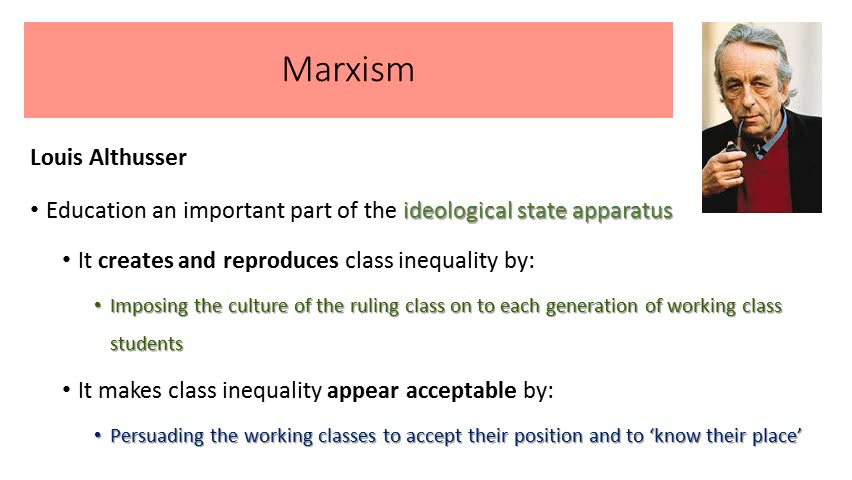 Marxism
Louis Althusser
• Education an important part of the ideological state apparatus
• It creates and reproduces class inequality by:
• Imposing the culture of the ruling class on to each generation of working class
students
• It makes class inequality appear acceptable by:
• Persuading the working classes to accept their position and to ‘know their place’